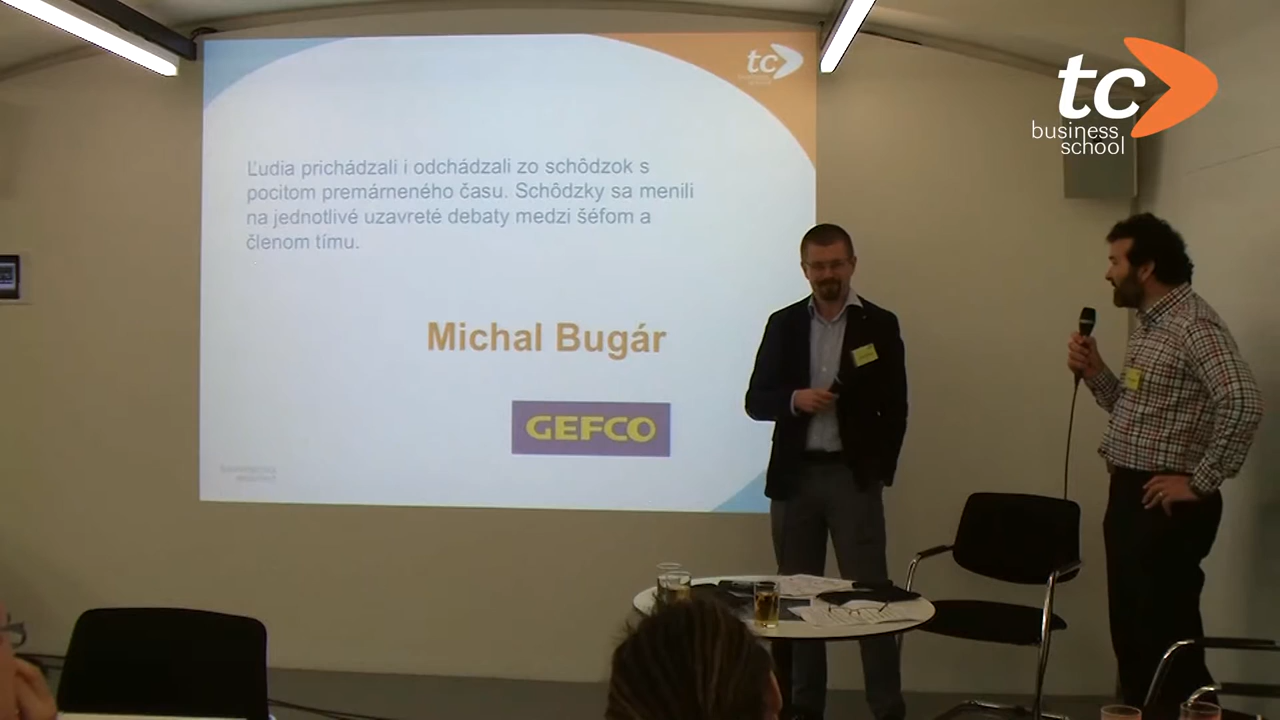 tc
business
school
tc
Ľudia prichádzali i odchádzali zo schôdzok s
pocitom premárneného času. Schôdzky sa menili
na jednotlivé uzavreté debaty medzi šéfom a
členom tímu.
Michal Bugár
GEFCO